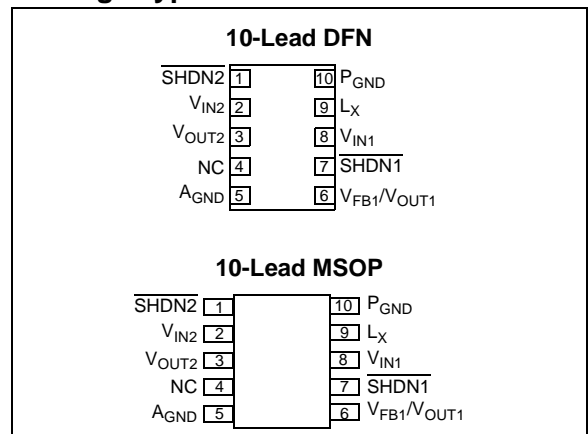 10-Lead DFN
SHDN2 1 10 PGND
VIN2 2 9 LX
VOUT2 3 8 VIN1
NC 4 7 SHDN1
AGND 5 6 VFB1/VOUT1
10-Lead MSOP
SHDN2 1 10 PGND
VIN2 2 9 LX
VOUT2 3 8 VIN1
NC 4 7 SHDN1
AGND 5 6 VFB1/VOUT1